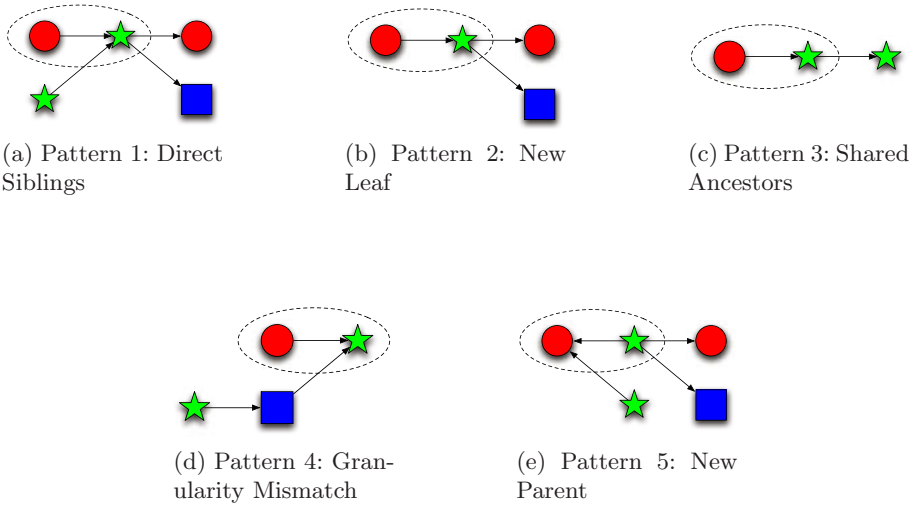 (a) Pattern 1: Direct
Siblings
(b) Pattern 2: New
Leaf
(c) Pattern 3: Shared
Ancestors
(d) Pattern 4: Gran-
ularity Mismatch
(e) Pattern 5: New
Parent